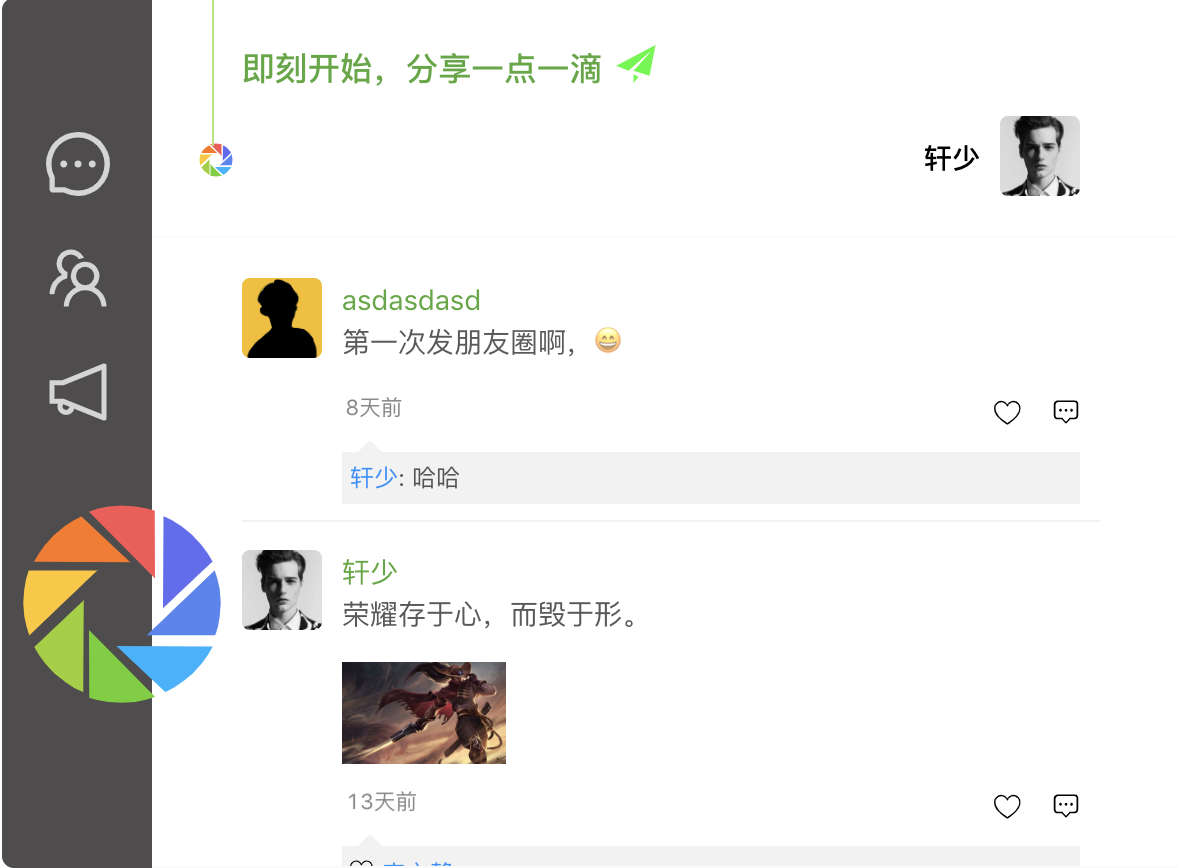 即刻开始，分享一点一滴
轩少
asdasdasd
第一次发朋友圈啊，😄
8天前
轩少: 哈哈
轩少
荣耀存于心，而毁于形。
13天前